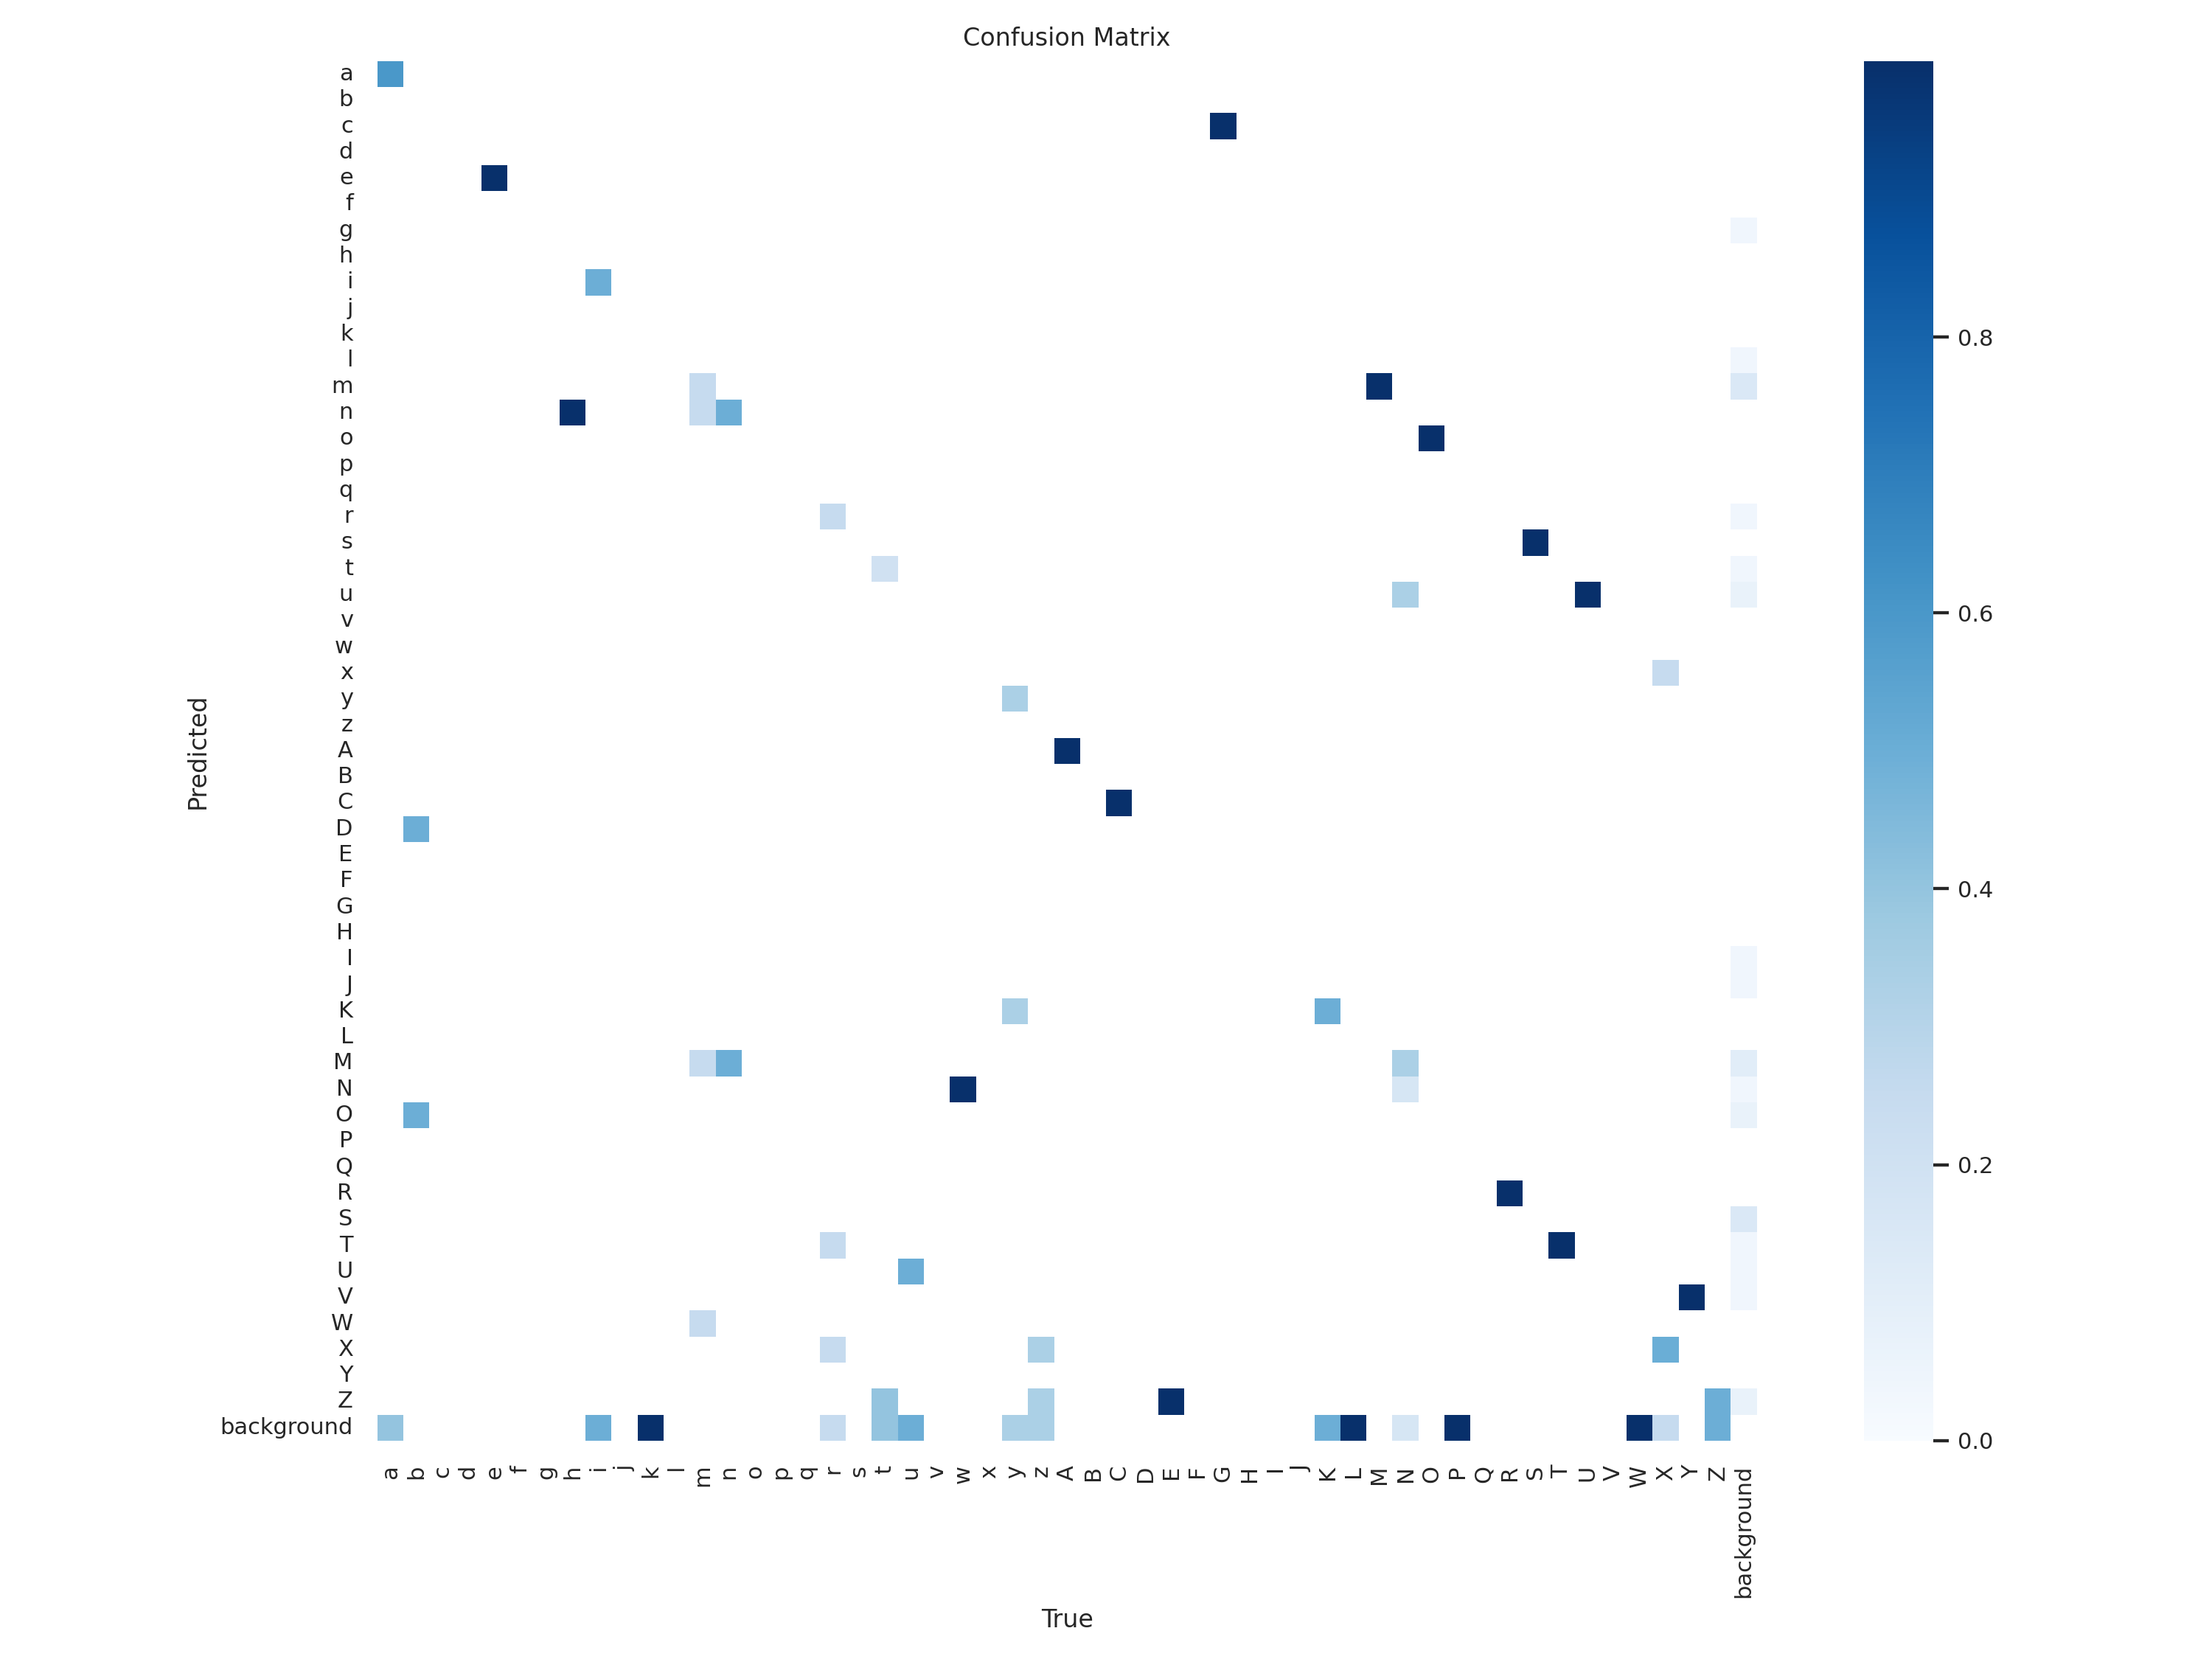 Confusion Matrix
a
b
c
d
e
f
g
h
i
j
k
l
m
n
o
p
q
r
s
t
u
v
w
x
y
z
A
B
C
D
E
F
G
H
I
J
K
L
M
N
O
P
Q
R
S
T
U
V
W
X
Y
Z
background
Predicted
a b c d e f g h i j k l m n o p q r s t u v w x y z A B C D E F G H I J K L M N O P Q R S T U V W X Y Z background
True
0.8
0.6
0.4
0.2
0.0